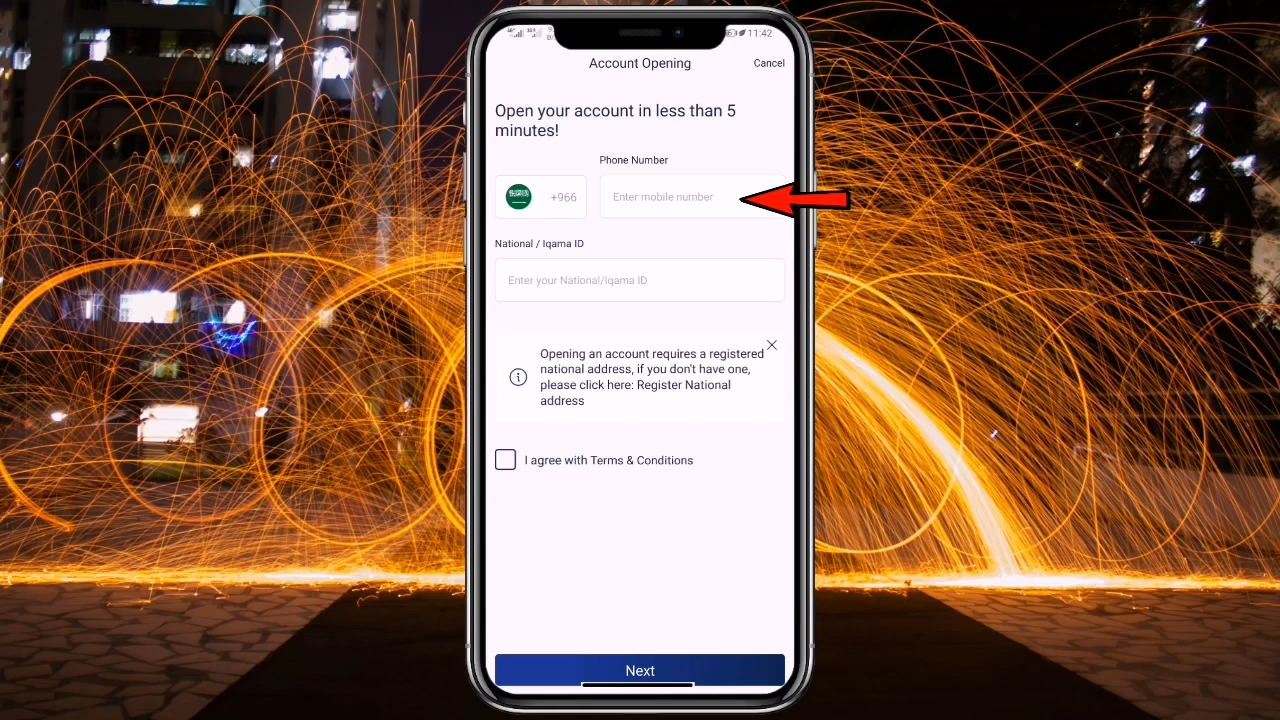 11:42
Account Opening
Cancel
Open your account in less than 5
minutes!
Phone Number
+966
Enter mobile number
National / Iqama ID
Enter your National/Iqama ID
Opening an account requires a registered
national address, if you don't have one,
please click here: Register National
address
I agree with Terms & Conditions
Next